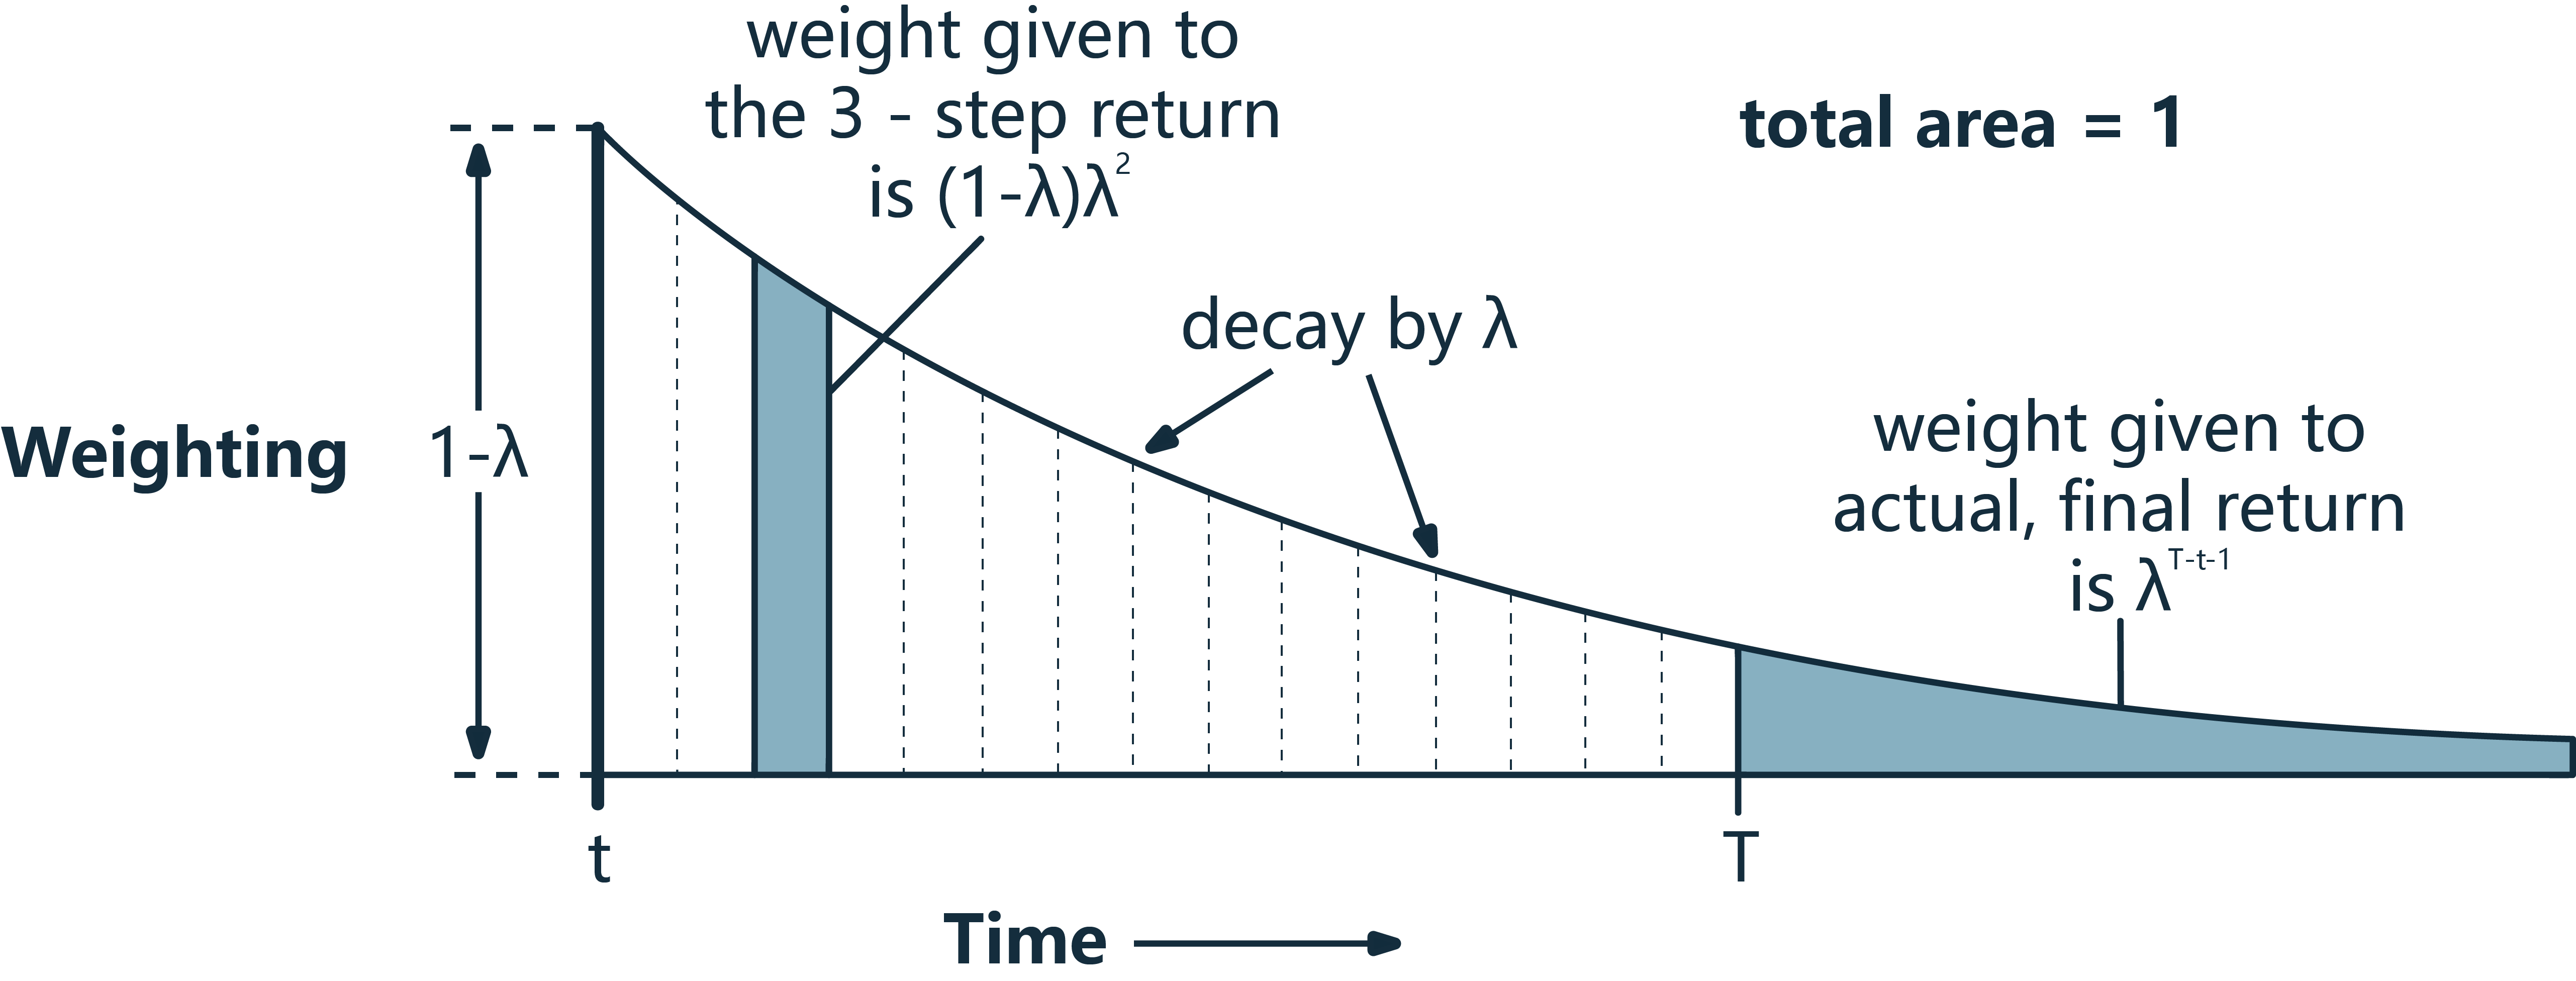 weight given to
the 3 - step return
is (1-λ)λ²
total area = 1
decay by λ
Weighting
1-λ
weight given to
actual, final return
is λᵀ⁻ᵗ⁻¹
t
T
Time